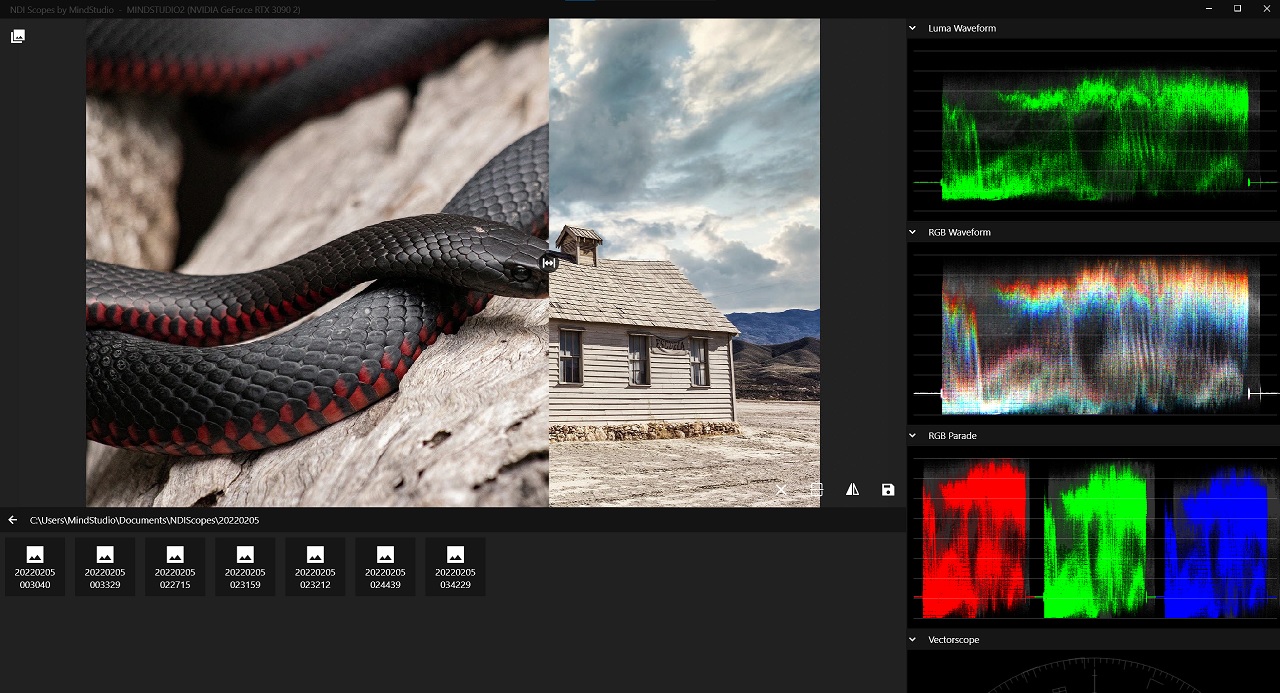 NDI Scopes by MindStudio - MINDSTUDIO2 (NVIDIA GeForce RTX 3090 2)
Luma Waveform
RGB Waveform
RGB Parade
Vectorscope
C:\Users\MindStudio\Documents\NDIScopes\20220205
20220205
003040
20220205
003329
20220205
022715
20220205
023159
20220205
023212
20220205
024439
20220205
034229